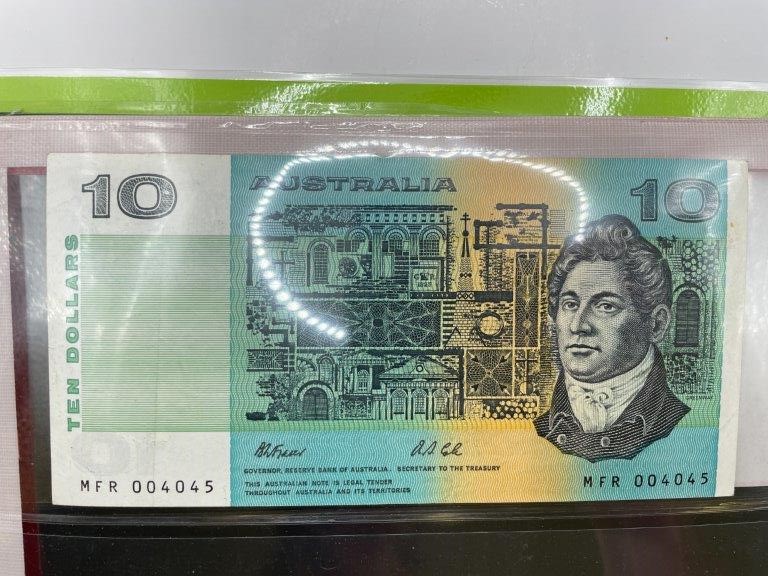 10
AUSTRALIA
10
TEN DOLLARS
GREENWAY
GOVERNOR, RESERVE BANK OF AUSTRALIA. SECRETARY TO THE TREASURY
THIS AUSTRALIAN NOTE IS LEGAL TENDER
THROUGHOUT AUSTRALIA AND ITS TERRITORIES
MFR 004045
MFR 004045